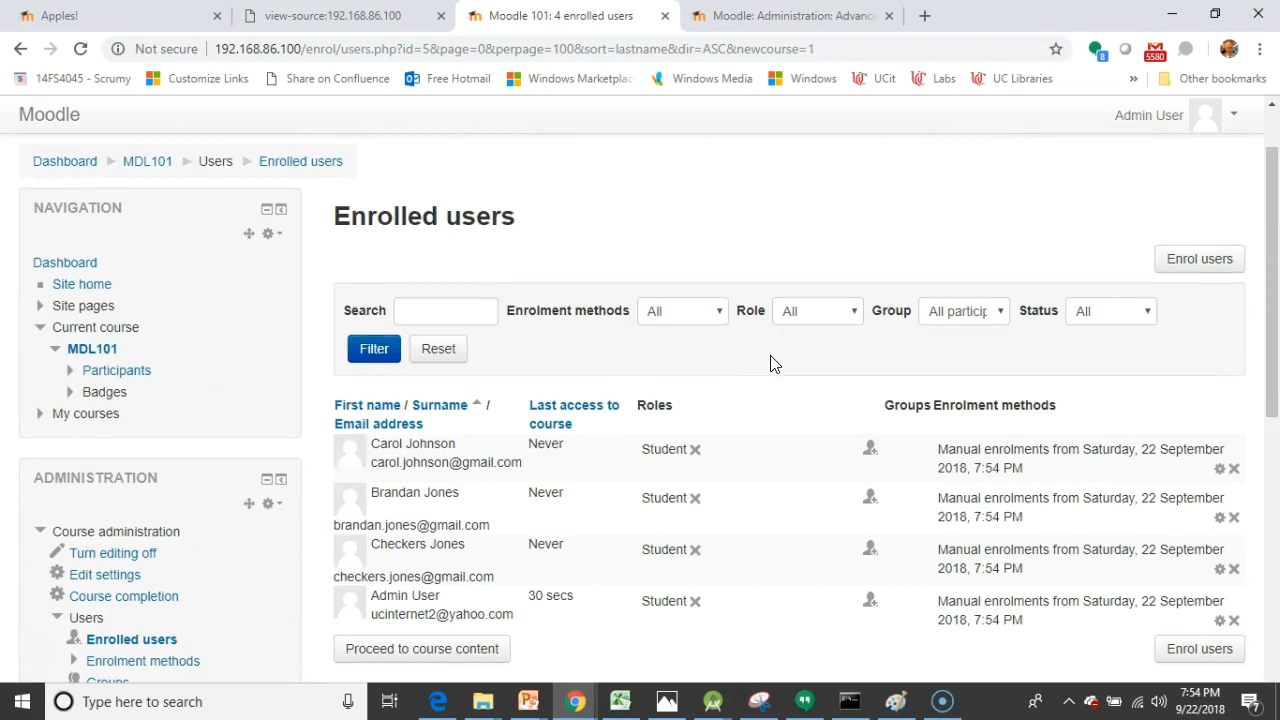 Apples!
view-source:192.168.86.100
Moodle 101: 4 enrolled users
Moodle: Administration: Advance
Not secure 192.168.86.100/enrol/users.php?id=5&page=0&perpage=100&sort=lastname&dir=ASC&newcourse=1
8
5580
14FS4045 - Scrumy Customize Links Share on Confluence Free Hotmail Windows Marketplac Windows Media Windows UCit Labs UC Libraries » Other bookmarks
Moodle
Admin User
Dashboard MDL101 Users Enrolled users
NAVIGATION
Dashboard
Site home
Site pages
Current course
MDL101
Participants
Badges
My courses
ADMINISTRATION
Course administration
Turn editing off
Edit settings
Course completion
Users
Enrolled users
Enrolment methods
Groups
Enrolled users
Enrol users
Search Enrolment methods All Role All Group All particip Status All
Filter Reset
First name / Surname / Last access to Roles Groups Enrolment methods
Email address course
Carol Johnson Never
carol.johnson@gmail.com
Student
Manual enrolments from Saturday, 22 September
2018, 7:54 PM
Brandan Jones Never
brandan.jones@gmail.com
Student
Manual enrolments from Saturday, 22 September
2018, 7:54 PM
Checkers Jones Never
checkers.jones@gmail.com
Student
Manual enrolments from Saturday, 22 September
2018, 7:54 PM
Admin User 30 secs
ucinternet2@yahoo.com
Student
Manual enrolments from Saturday, 22 September
2018, 7:54 PM
Proceed to course content
Enrol users
Type here to search
7:54 PM
9/22/2018
7